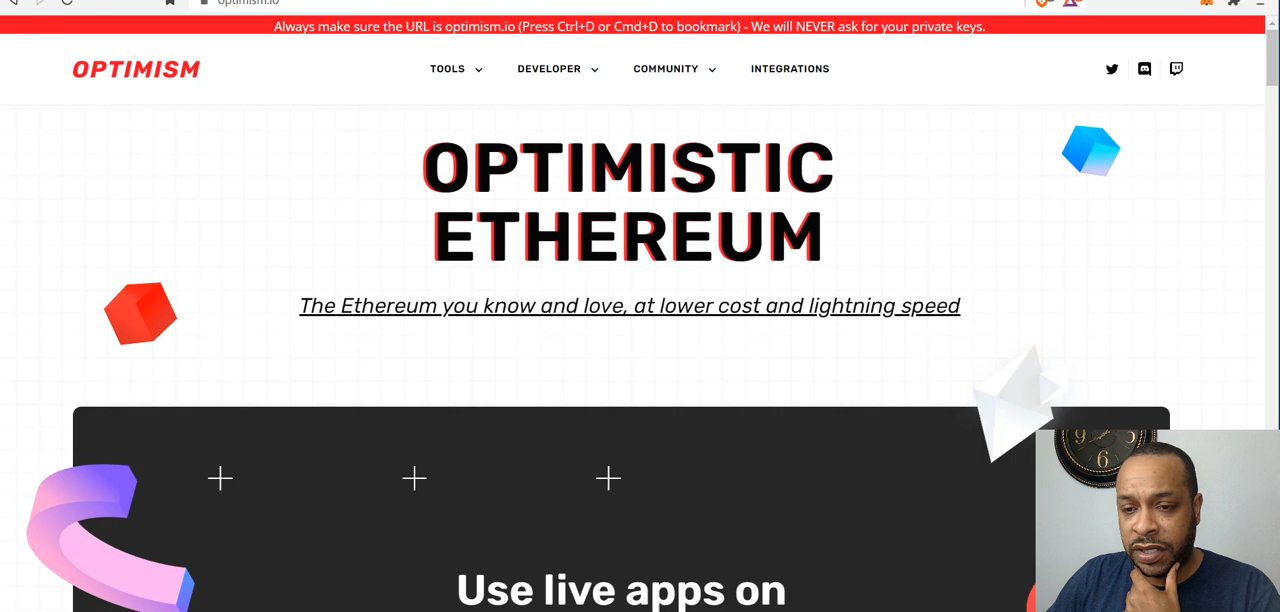 optimism.io
Always make sure the URL is optimism.io (Press Ctrl+D or Cmd+D to bookmark) - We will NEVER ask for your private keys.
OPTIMISM
TOOLS
DEVELOPER
COMMUNITY
INTEGRATIONS
OPTIMISTIC
ETHEREUM
The Ethereum you know and love, at lower cost and lightning speed
Use live apps on